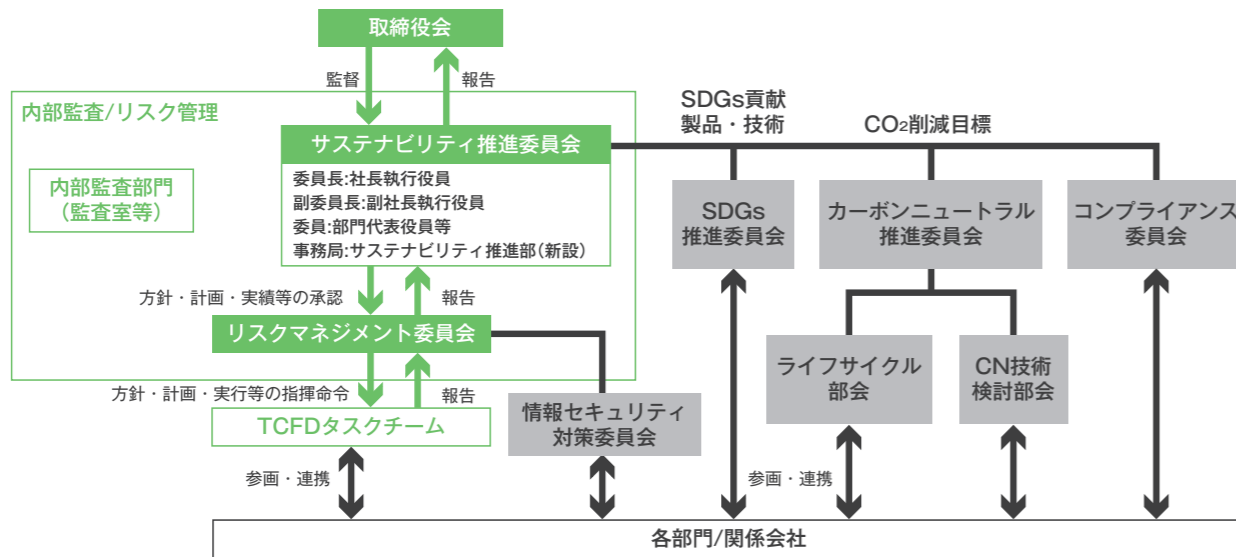 取締役会
監督
報告
内部監査/リスク管理
内部監査部門
（監査室等）
サステナビリティ推進委員会
委員長:社長執行役員
副委員長:副社長執行役員
委員:部門代表役員等
事務局:サステナビリティ推進部（新設）
SDGs貢献
製品・技術
CO₂削減目標
SDGs
推進委員会
カーボンニュートラル
推進委員会
コンプライアンス
委員会
方針・計画・実績等の承認
報告
リスクマネジメント委員会
方針・計画・実行等の指揮命令
報告
TCFDタスクチーム
情報セキュリティ
対策委員会
ライフサイクル
部会
CN技術
検討部会
参画・連携
参画・連携
各部門/関係会社